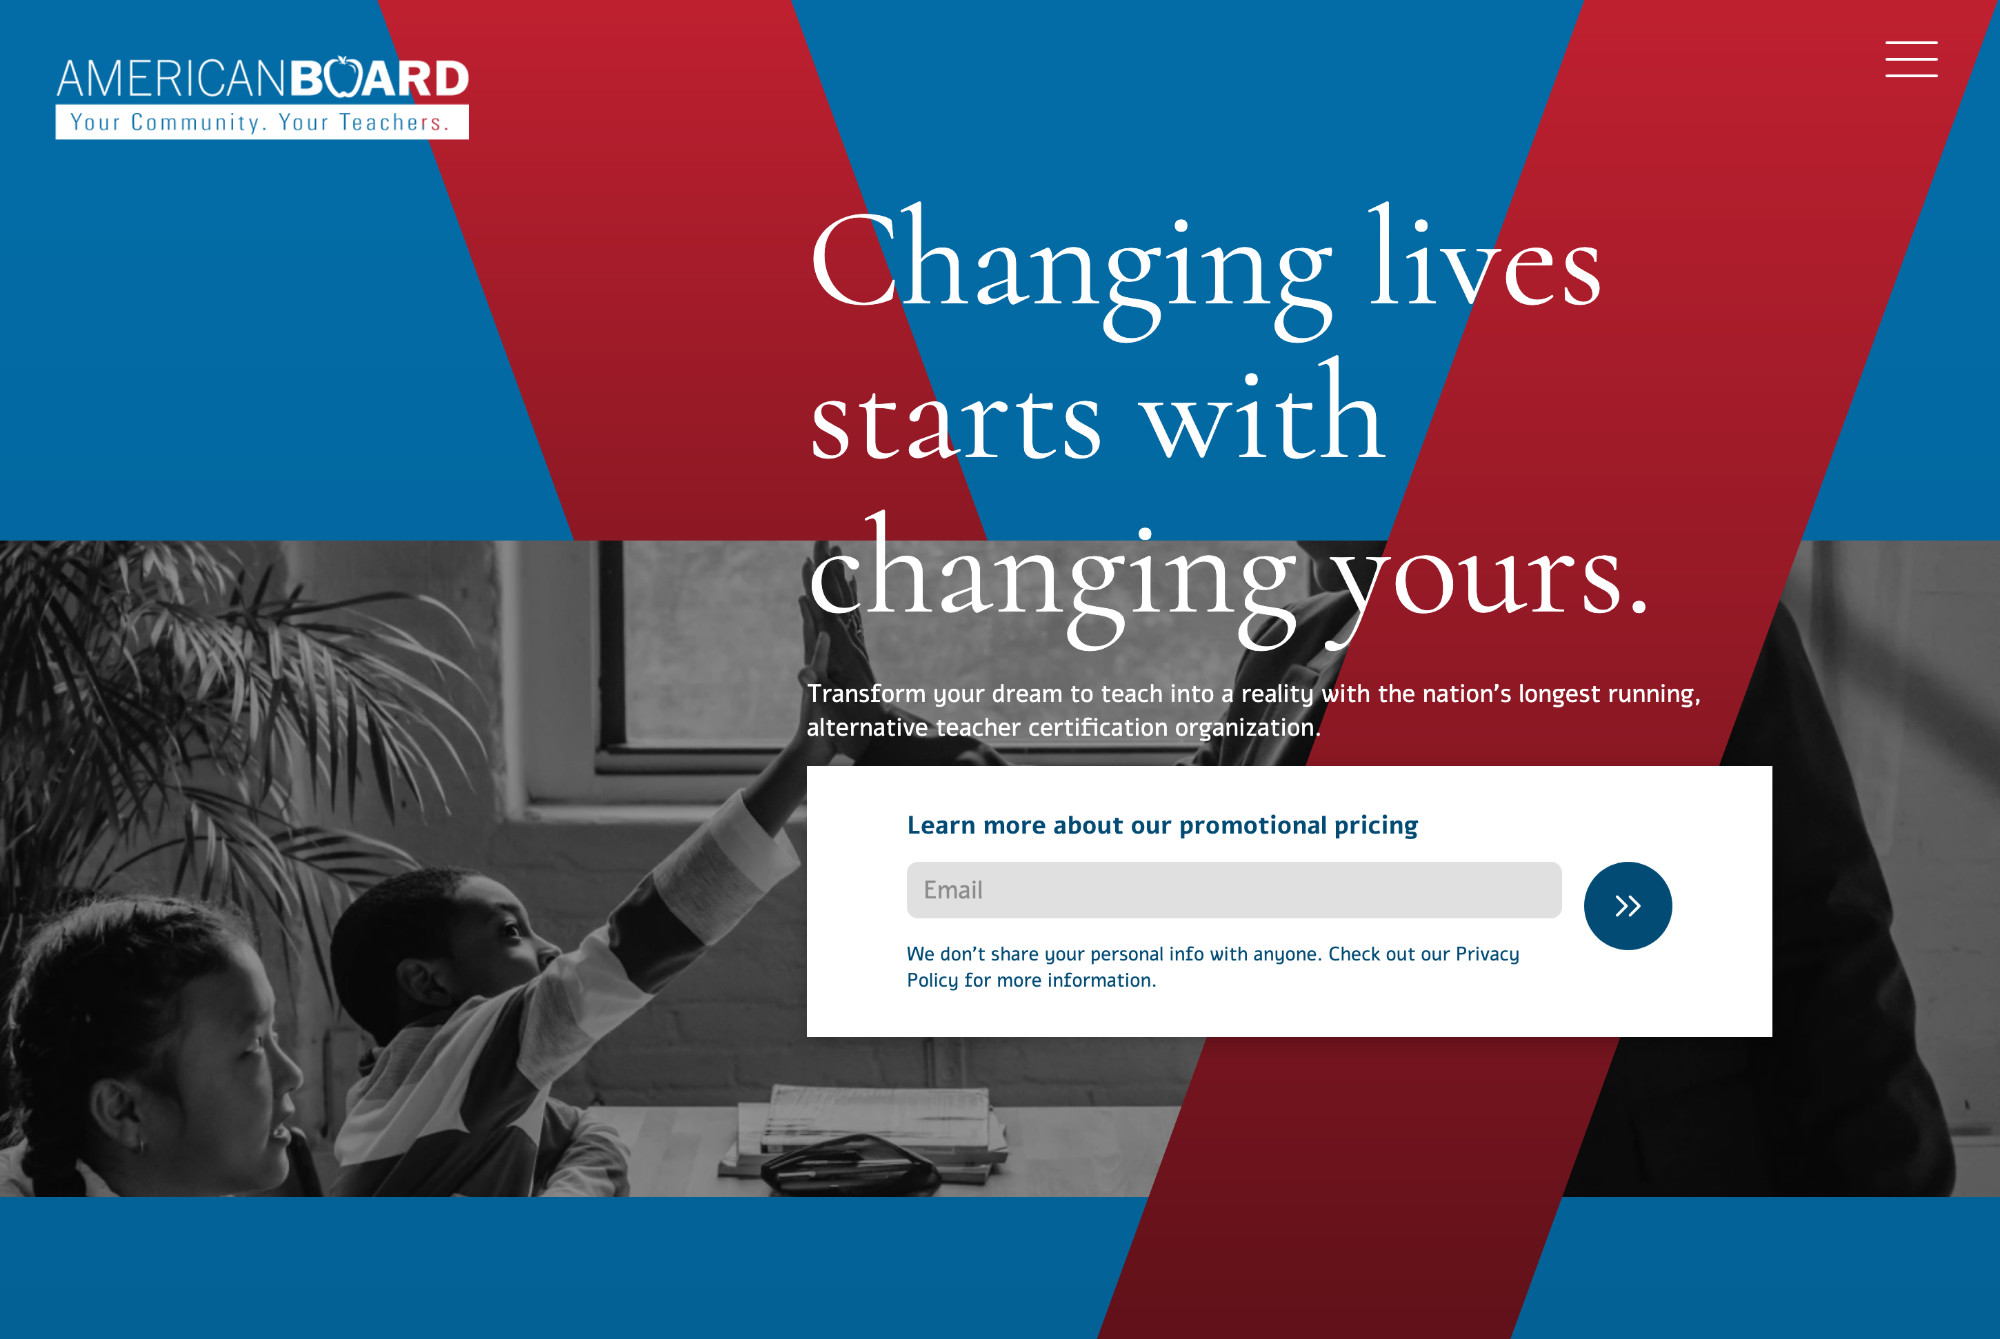 AMERICANBOARD
Your Community. Your Teachers.
Changing lives
starts with
changing yours.
Transform your dream to teach into a reality with the nation’s longest running,
alternative teacher certification organization.
Learn more about our promotional pricing
Email
We don’t share your personal info with anyone. Check out our Privacy
Policy for more information.